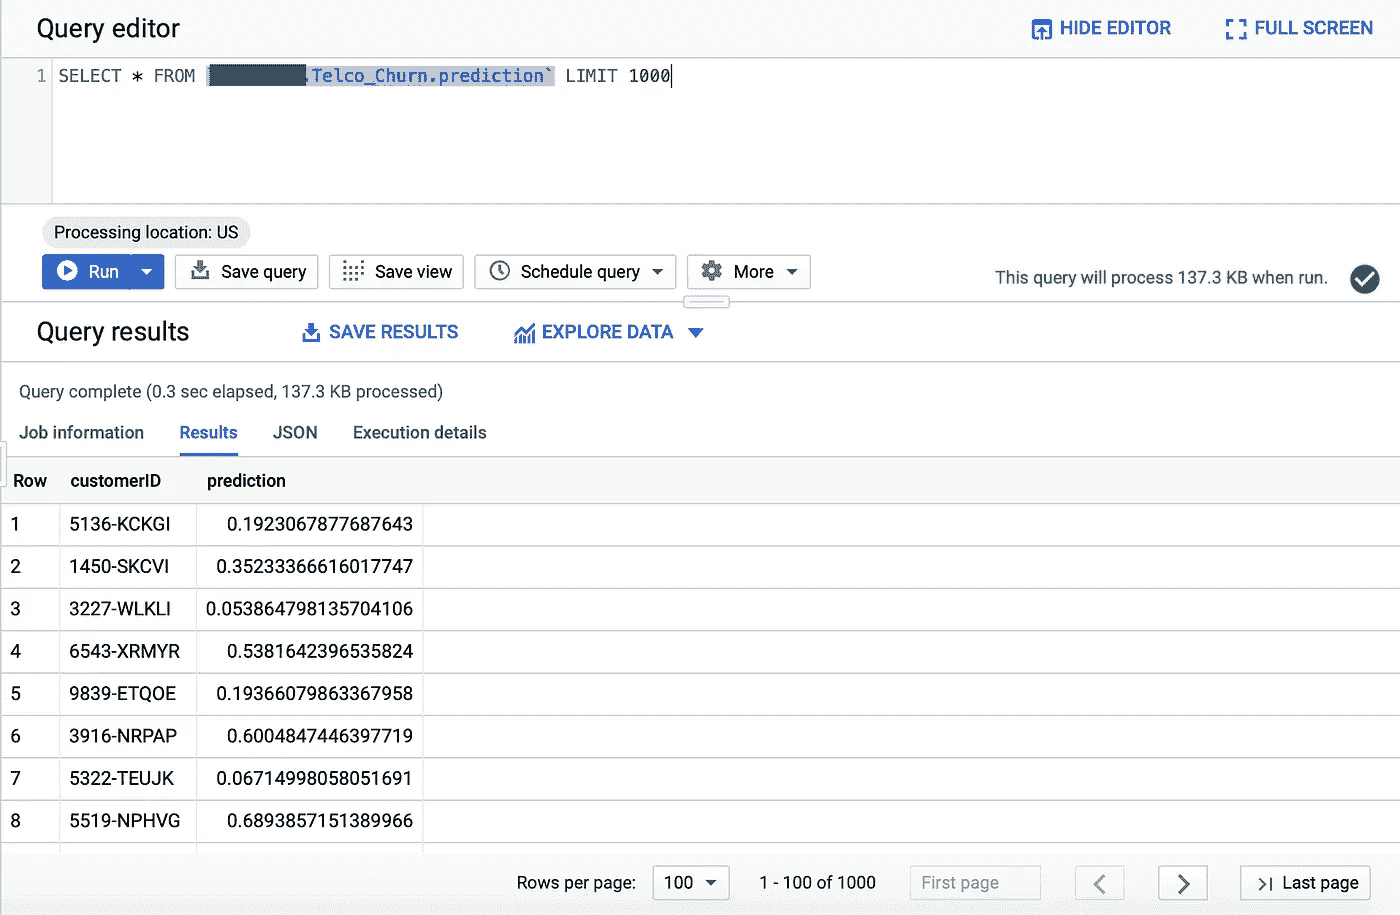 Query editor
HIDE EDITOR
FULL SCREEN
1 SELECT * FROM `.Telco_Churn.prediction` LIMIT 1000
Processing location: US
Run
Save query
Save view
Schedule query
More
This query will process 137.3 KB when run.
Query results
SAVE RESULTS
EXPLORE DATA
Query complete (0.3 sec elapsed, 137.3 KB processed)
Job information
Results
JSON
Execution details
Row customerID prediction
1 5136-KCKGI 0.1923067877687643
2 1450-SKCVI 0.35233366616017747
3 3227-WLKLI 0.053864798135704106
4 6543-XRMYR 0.5381642396535824
5 9839-ETQOE 0.19366079863367958
6 3916-NRPAP 0.6004847446397719
7 5322-TEUJK 0.06714998058051691
8 5519-NPHVG 0.6893857151389966
Rows per page: 100
1 - 100 of 1000
First page
Last page